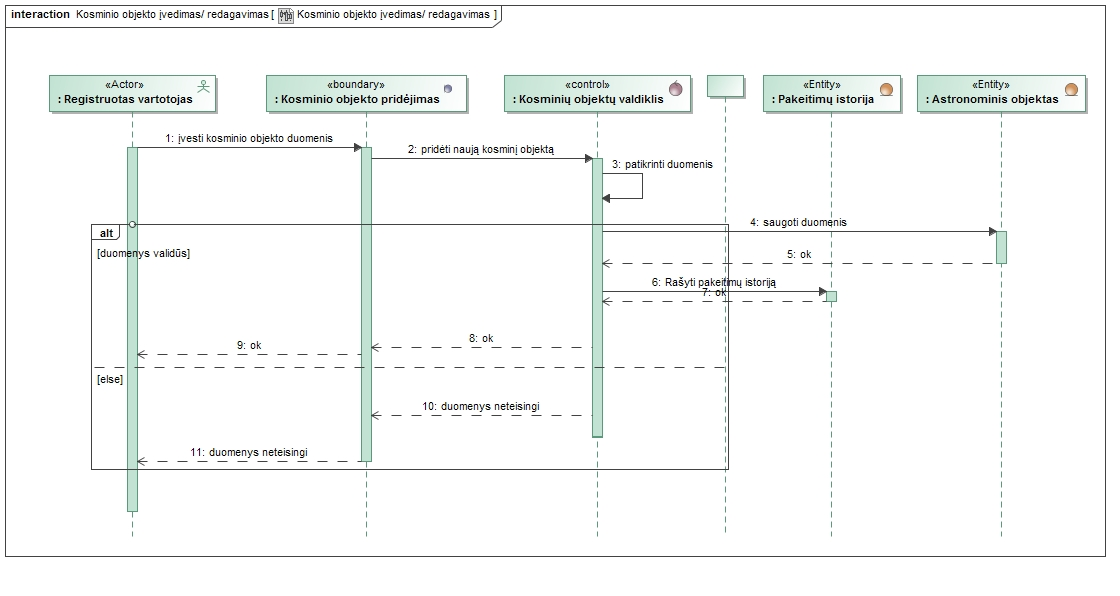 interaction Kosminio objekto įvedimas/ redagavimas [ Kosminio objekto įvedimas/ redagavimas ]
«Actor»
: Registruotas vartotojas
«boundary»
: Kosminio objekto pridėjimas
«control»
: Kosminių objektų valdiklis
«Entity»
: Pakeitimų istorija
«Entity»
: Astronominis objektas
1: įvesti kosminio objekto duomenis
2: pridėti naują kosminį objektą
3: patikrinti duomenis
alt
4: saugoti duomenis
[duomenys validūs]
5: ok
6: Rašyti pakeitimų istoriją
7: ok
8: ok
9: ok
[else]
10: duomenys neteisingi
11: duomenys neteisingi